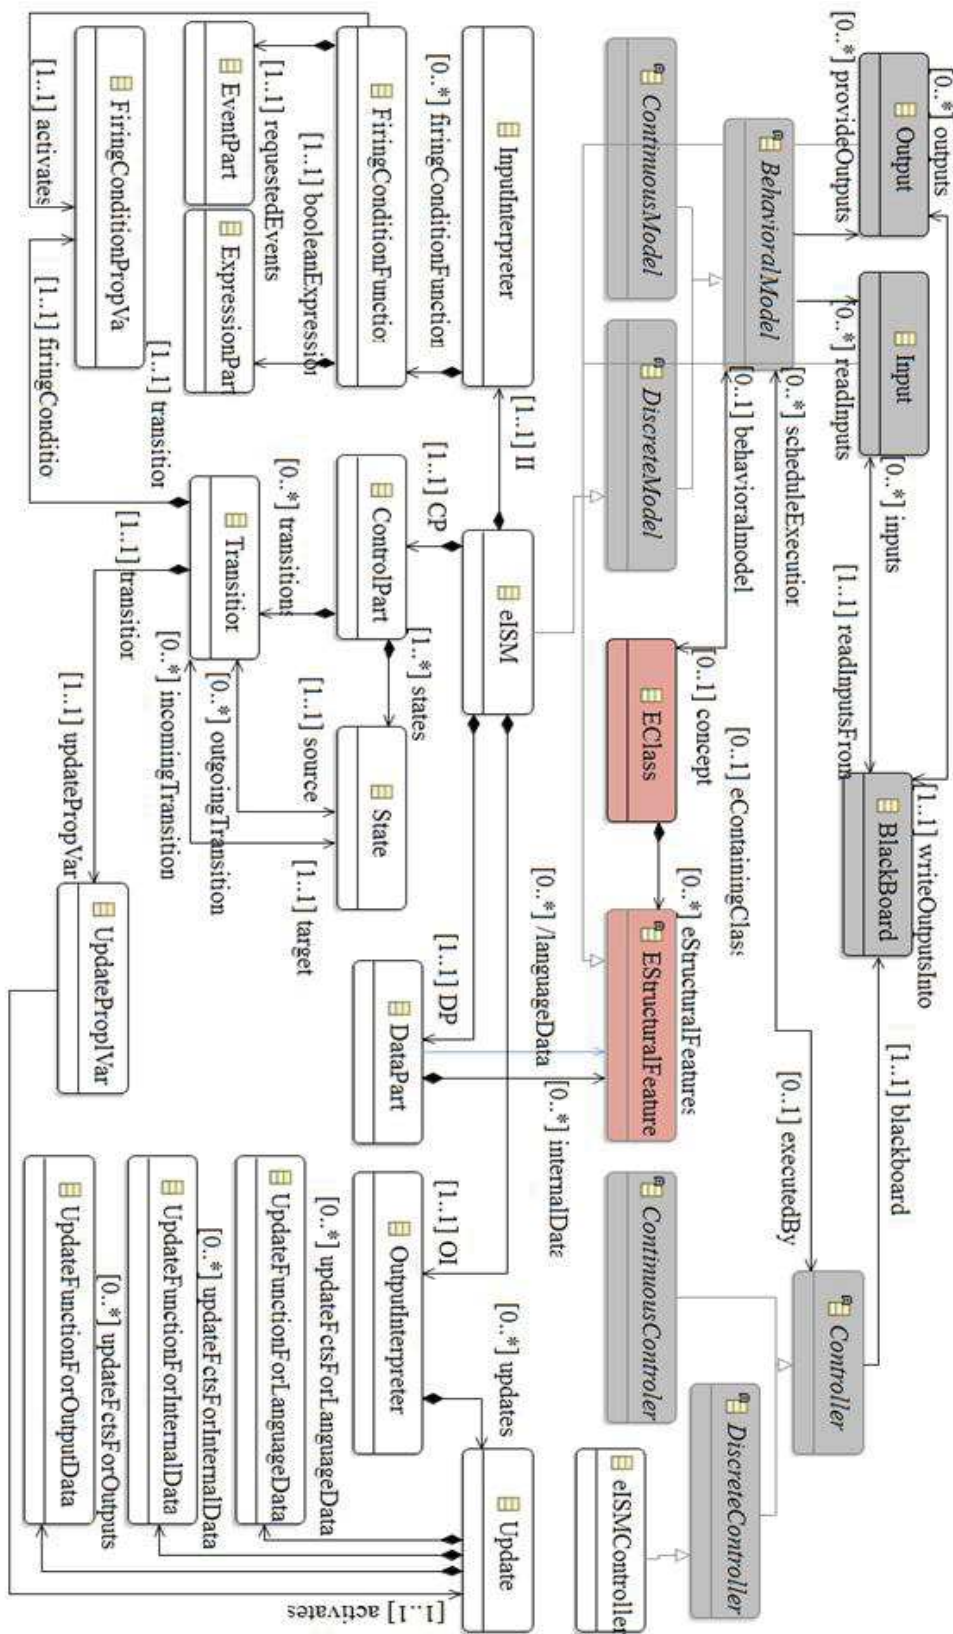 [0..*] outputs
Output
[0..*] provideOutputs
Input
[0..*] readInputs
[0..*] inputs
[1..1] readInputsFrom
BlackBoard
[1..1] writeOutputsInto
[1..1] blackboard
BehavioralModel
[0..*] scheduleExecution
[0..1] executedBy
Controller
[0..1] behavioralmodel
[0..1] concept
[0..1] eContainingClass
[0..*] eStructuralFeatures
ContinuousModel
DiscreteModel
EClass
EStructuralFeature
ContinuousControler
DiscreteController
eISMController
[0..*] /languageData
[0..*] internalData
InputInterpreter
[1..1] II
eISM
[1..1] CP
[1..1] DP
[1..1] OI
[0..*] updates
Update
[0..*] firingConditionFunction
FiringConditionFunctio
ControlPart
[1..*] states
State
DataPart
OutputInterpreter
[1..1] booleanExpression
[1..1] requestedEvents
EventPart
ExpressionPart
[0..*] transitions
Transition
[1..1] source
[1..1] target
[0..*] outgoingTransition
[0..*] incomingTransition
[0..*] updateFctsForLanguageData
UpdateFunctionForLanguageData
[0..*] updateFctsForInternalData
UpdateFunctionForInternalData
[0..*] updateFctsForOutputs
UpdateFunctionForOutputData
FiringConditionPropVa
[1..1] activates
[1..1] firingConditio
[1..1] transition
[1..1] transition
[1..1] updatePropVar
UpdateProplVar
[1..1] activates